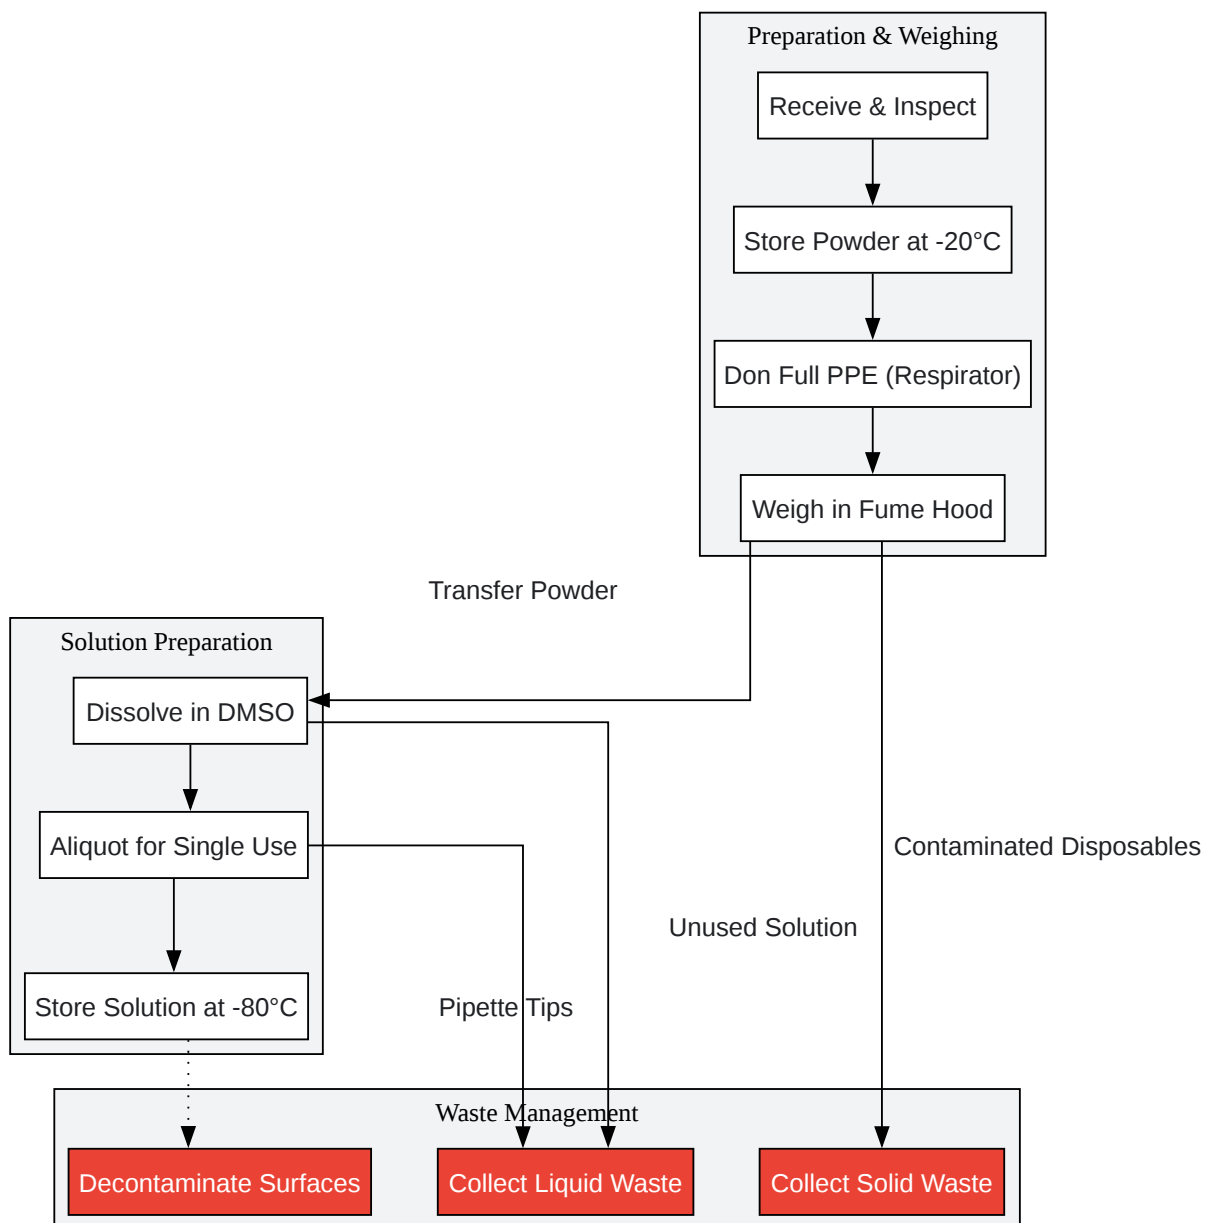 Preparation & Weighing
Receive & Inspect
Store Powder at -20°C
Don Full PPE (Respirator)
Weigh in Fume Hood
Transfer Powder
Solution Preparation
Dissolve in DMSO
Aliquot for Single Use
Contaminated Disposables
Unused Solution
Store Solution at -80°C
Pipette Tips
Waste Management
Decontaminate Surfaces
Collect Liquid Waste
Collect Solid Waste